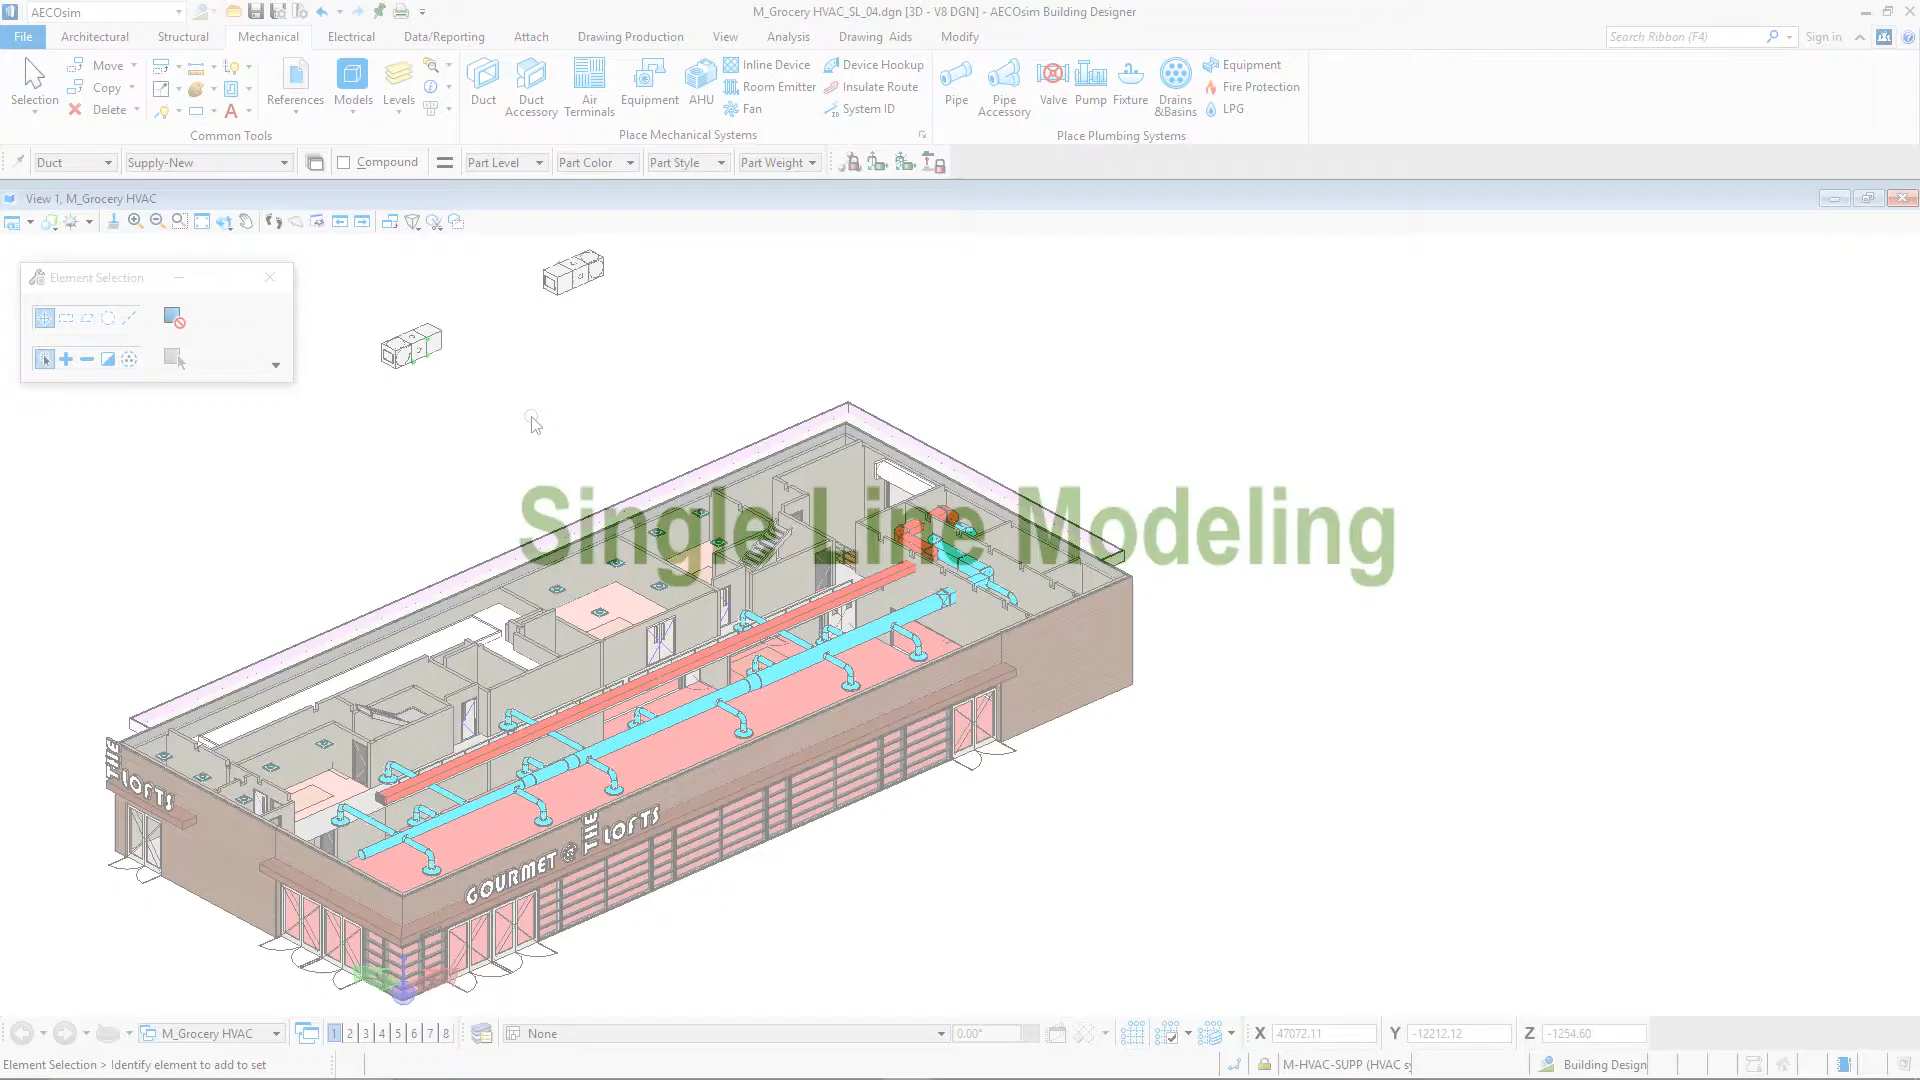 AECOsim
M_Grocery HVAC_SL_04.dgn [3D - V8 DGN] - AECOsim Building Designer
File
Architectural
Structural
Mechanical
Electrical
Data/Reporting
Attach
Drawing Production
View
Analysis
Drawing Aids
Modify
Search Ribbon (F4)
Sign in
Selection
Move
Copy
Delete
References
Models
Levels
Common Tools
Duct
Duct
Accessory
Air
Terminals
Equipment
AHU
Inline Device
Room Emitter
Fan
Device Hookup
Insulate Route
System ID
Place Mechanical Systems
Pipe
Pipe
Accessory
Valve
Pump
Fixture
Drains
&Basins
Equipment
Fire Protection
LPG
Place Plumbing Systems
Duct
Supply-New
Compound
Part Level
Part Color
Part Style
Part Weight
View 1, M_Grocery HVAC
Element Selection
Single Line Modeling
THE
LOFTS
GOURMET @ THE LOFTS
M_Grocery HVAC
1 2 3 4 5 6 7 8
None
0.00°
X 47072.11
Y -12212.12
Z -1254.60
Element Selection > Identify element to add to set
M-HVAC-SUPP (HVAC sy
Building Design